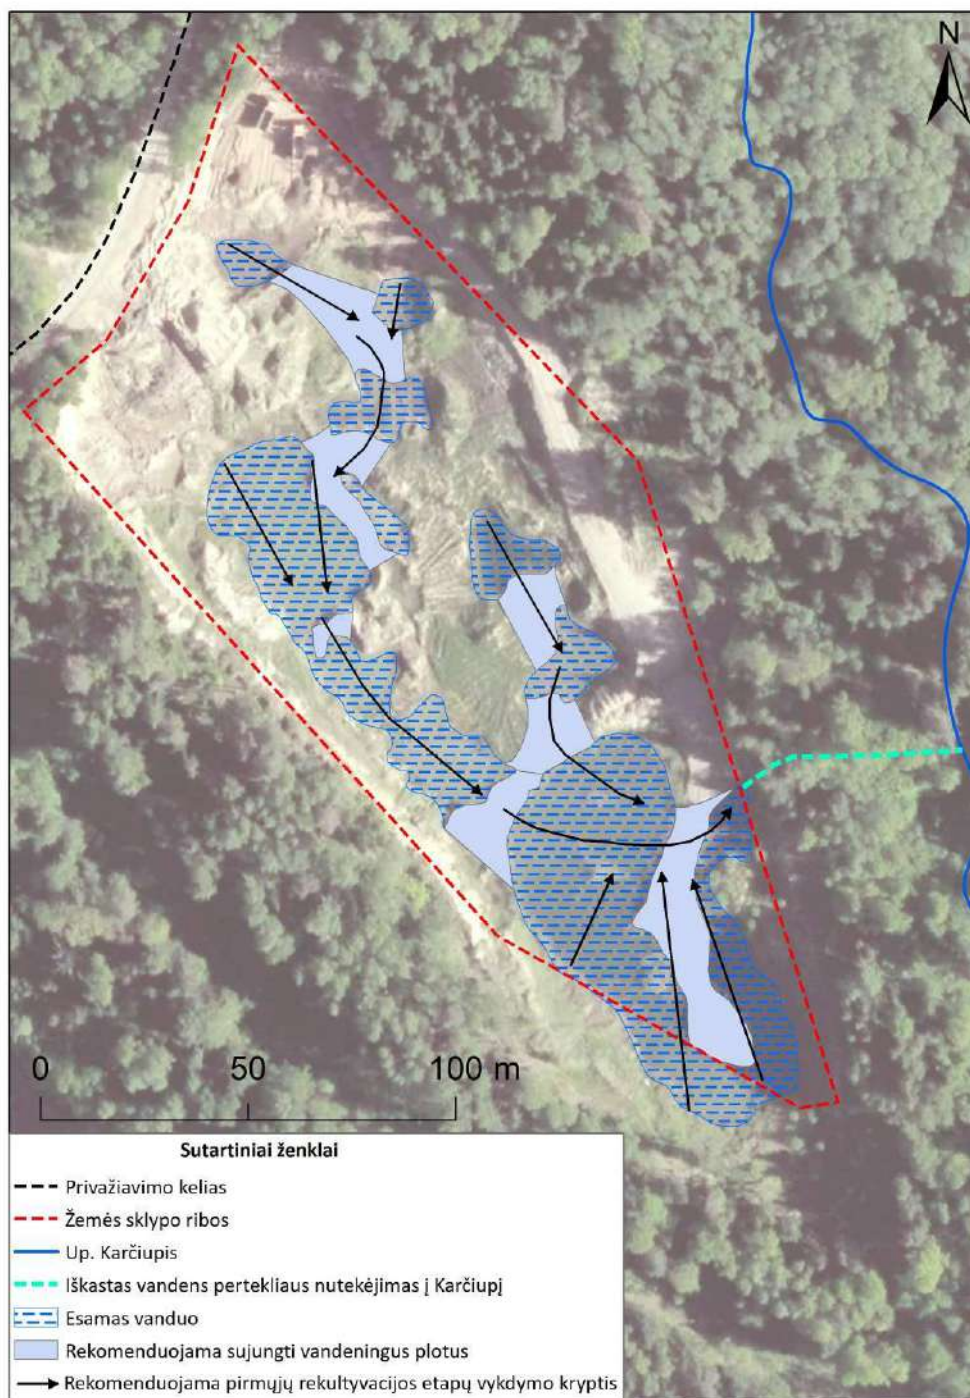 N
0 50 100 m
Sutartiniai ženklai
Privažiavimo kelias
Žemės sklypo ribos
Up. Karčiupis
Iškastas vandens pertekliaus nutekėjimas į Karčiupį
Esamas vanduo
Rekomenduojama sujungti vandeningus plotus
Rekomenduojama pirmųjų rekultyvacijos etapų vykdymo kryptis